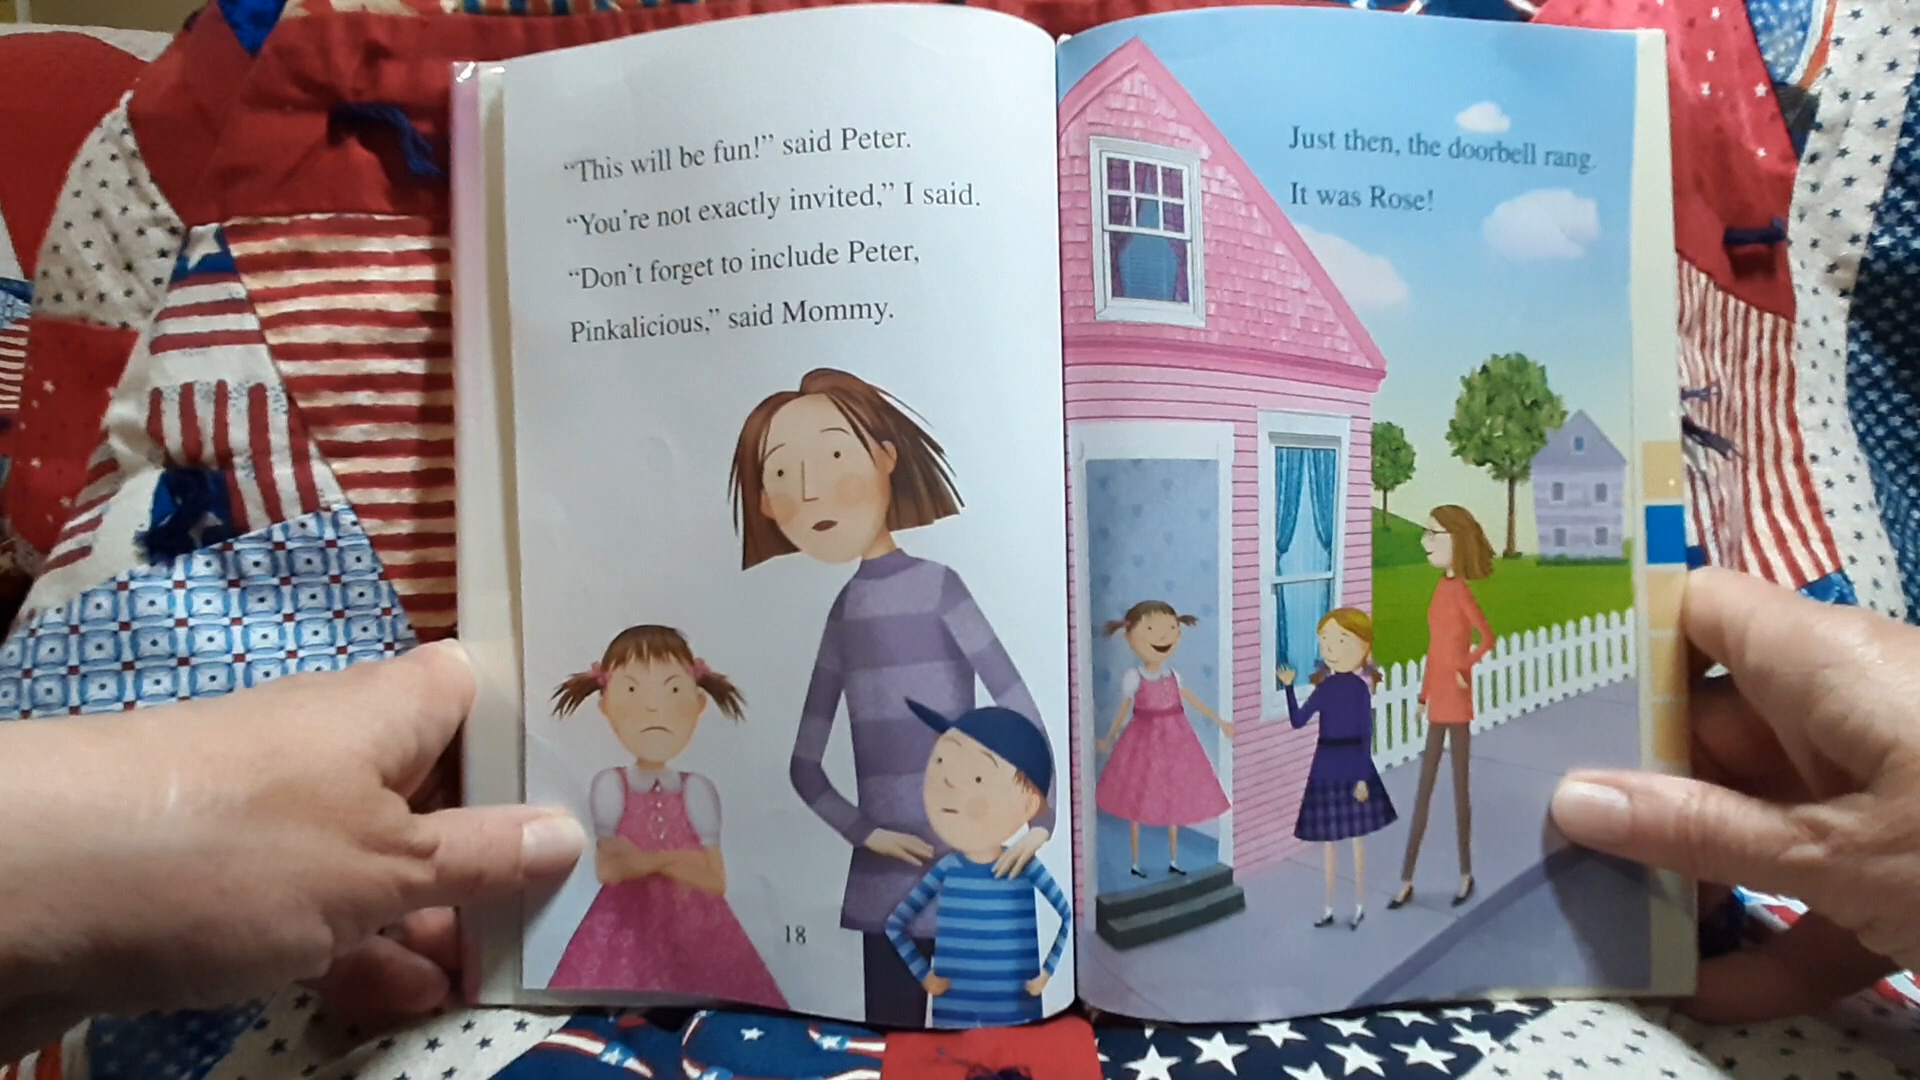 “This will be fun!” said Peter.
“You’re not exactly invited,” I said.
“Don’t forget to include Peter,
Pinkalicious,” said Mommy.
18
Just then, the doorbell rang.
It was Rose!